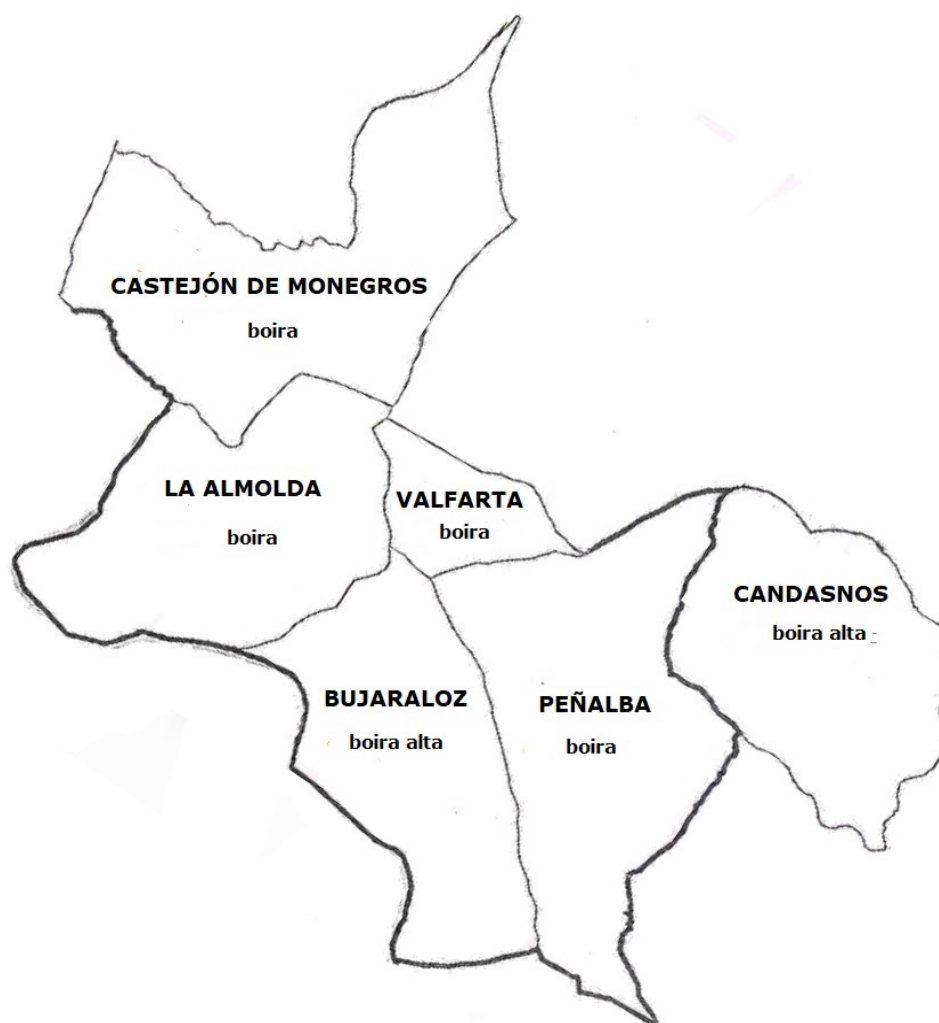 CASTEJÓN DE MONEGROS
boira
LA ALMOLDA
boira
VALFARTA
boira
CANDASNOS
boira alta
BUJARALOZ
boira alta
PEÑALBA
boira